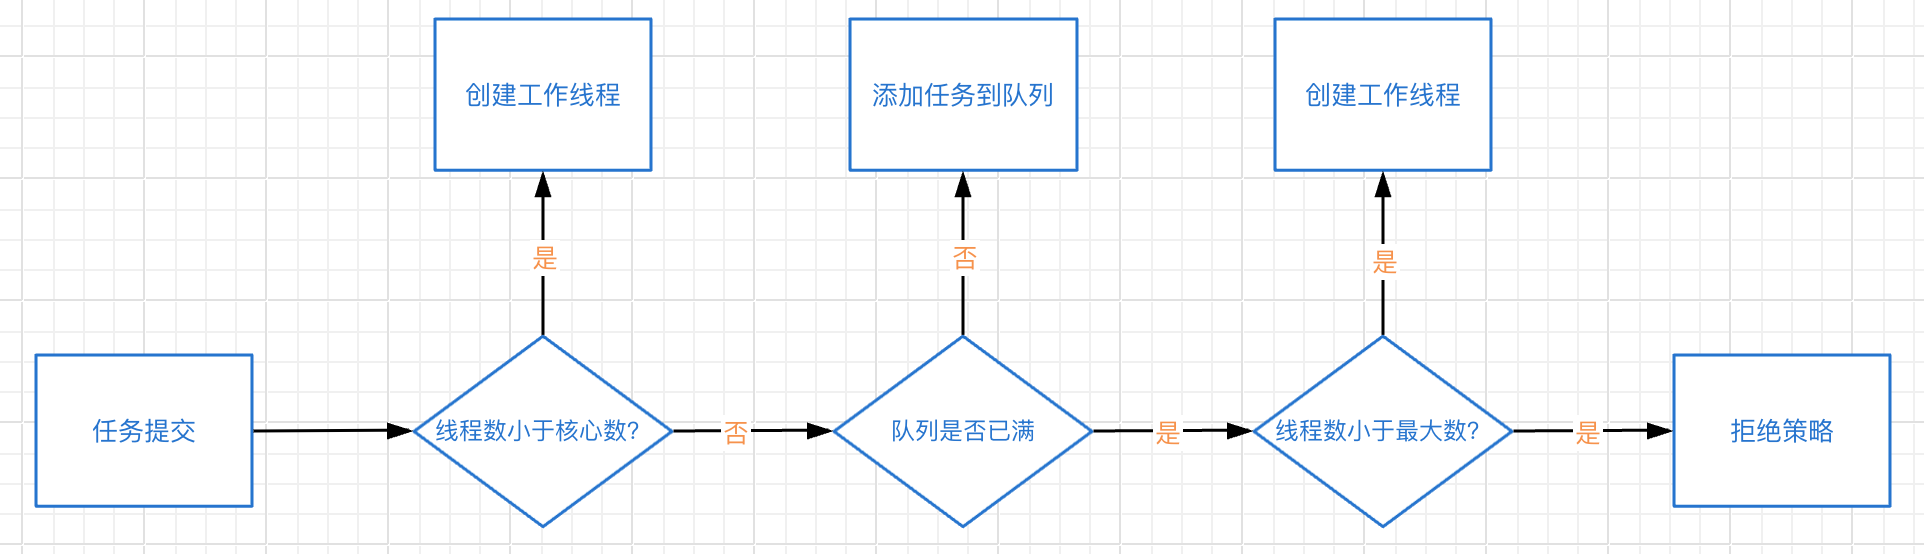 创建工作线程
添加任务到队列
创建工作线程
是
否
是
任务提交
线程数小于核心数?
否
队列是否已满
是
线程数小于最大数?
是
拒绝策略